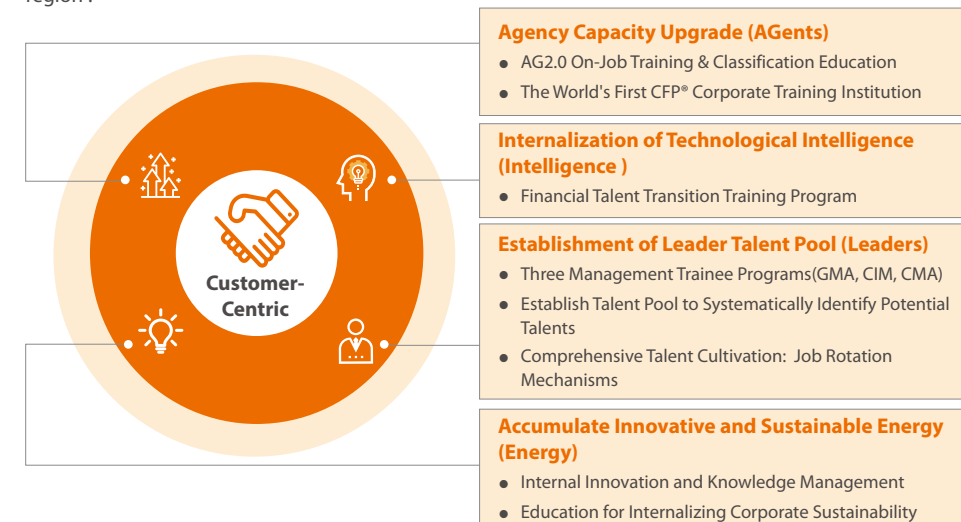 region .
Customer-
Centric
Agency Capacity Upgrade (AGents)
● AG2.0 On-Job Training & Classification Education
● The World's First CFP® Corporate Training Institution
Internalization of Technological Intelligence
(Intelligence )
● Financial Talent Transition Training Program
Establishment of Leader Talent Pool (Leaders)
● Three Management Trainee Programs(GMA, CIM, CMA)
● Establish Talent Pool to Systematically Identify Potential
Talents
● Comprehensive Talent Cultivation: Job Rotation
Mechanisms
Accumulate Innovative and Sustainable Energy
(Energy)
● Internal Innovation and Knowledge Management
● Education for Internalizing Corporate Sustainability